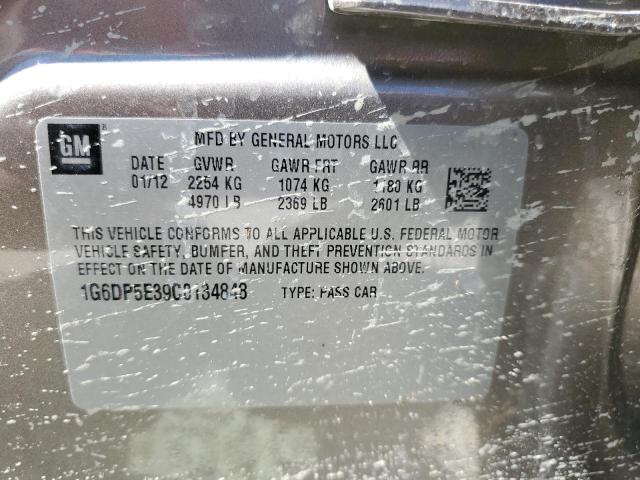 GM
MFD BY GENERAL MOTORS LLC
DATE GVWR GAWR FRT GAWR RR
01/12 2254 KG 1074 KG 1180 KG
4970 LB 2369 LB 2601 LB
THIS VEHICLE CONFORMS TO ALL APPLICABLE U.S. FEDERAL MOTOR
VEHICLE SAFETY, BUMPER, AND THEFT PREVENTION STANDARDS IN
EFFECT ON THE DATE OF MANUFACTURE SHOWN ABOVE.
1G6DP5E39C0134848 TYPE: PASS CAR